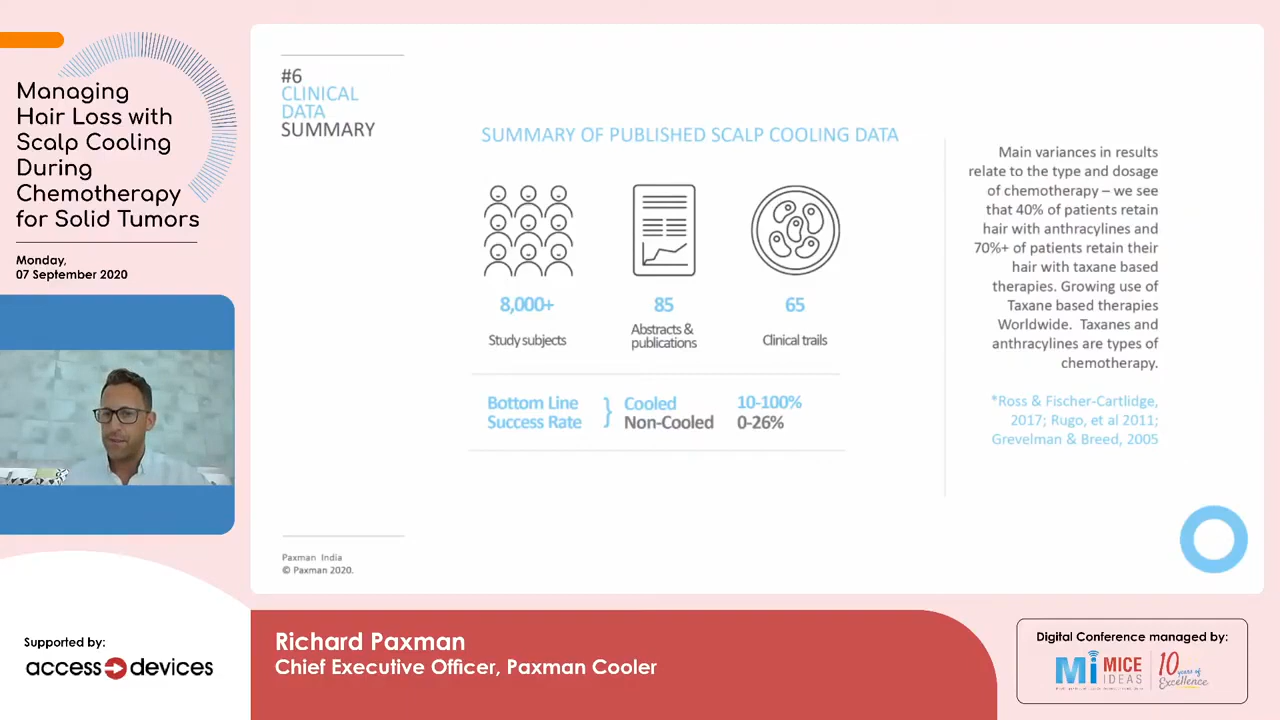 Managing
Hair Loss with
Scalp Cooling
During
Chemotherapy
for Solid Tumors
Monday,
07 September 2020
#6
CLINICAL
DATA
SUMMARY
SUMMARY OF PUBLISHED SCALP COOLING DATA
8,000+
Study subjects
85
Abstracts &
publications
65
Clinical trails
Bottom Line
Success Rate
}
Cooled
Non-Cooled
10-100%
0-26%
Main variances in results
relate to the type and dosage
of chemotherapy – we see
that 40% of patients retain
hair with anthracylines and
70%+ of patients retain their
hair with taxane based
therapies. Growing use of
Taxane based therapies
Worldwide. Taxanes and
anthracylines are types of
chemotherapy.
*Ross & Fischer-Cartlidge,
2017; Rugo, et al 2011;
Grevelman & Breed, 2005
Paxman India
© Paxman 2020.
Supported by:
access devices
Richard Paxman
Chief Executive Officer, Paxman Cooler
Digital Conference managed by:
Mi MICE
IDEAS
10 years of
Excellence